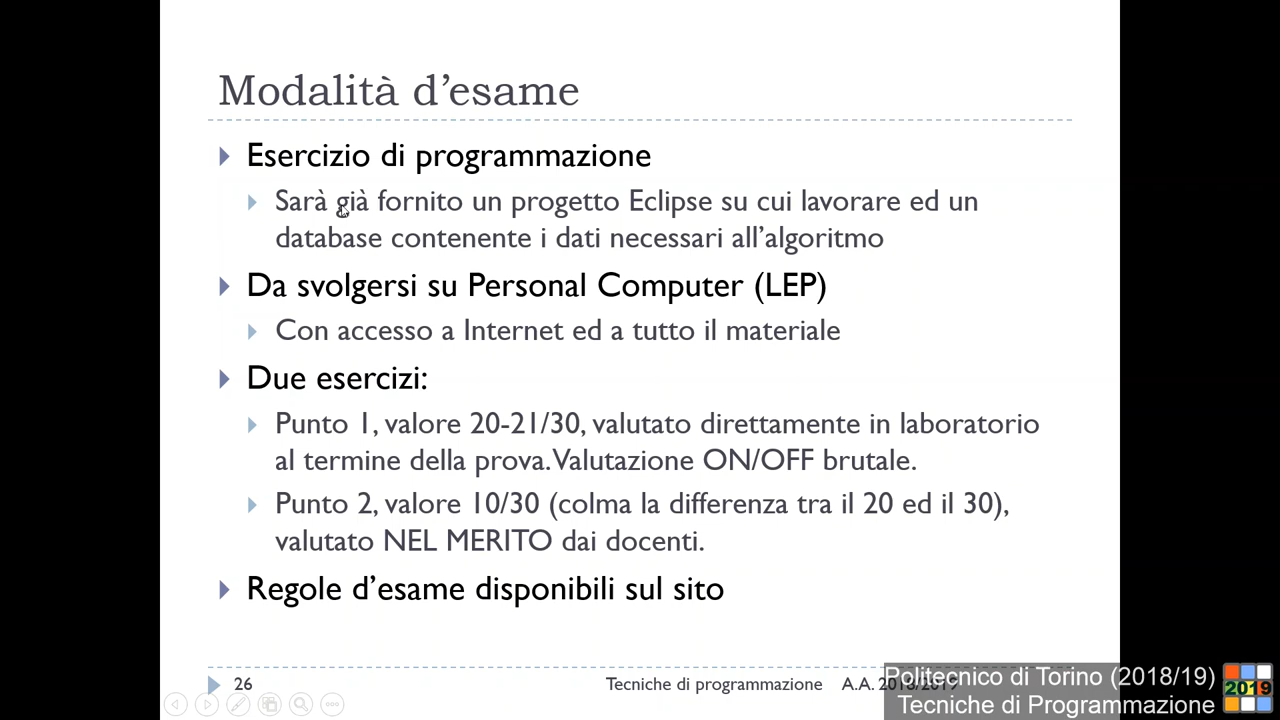 Modalità d'esame
Esercizio di programmazione
Sarà già fornito un progetto Eclipse su cui lavorare ed un
database contenente i dati necessari all'algoritmo
Da svolgersi su Personal Computer (LEP)
Con accesso a Internet ed a tutto il materiale
Due esercizi:
Punto 1, valore 20-21/30, valutato direttamente in laboratorio
al termine della prova. Valutazione ON/OFF brutale.
Punto 2, valore 10/30 (colma la differenza tra il 20 ed il 30),
valutato NEL MERITO dai docenti.
Regole d'esame disponibili sul sito
26
Tecniche di programmazione A.A. 2018/2019
Politecnico di Torino (2018/19)
Tecniche di Programmazione
2019